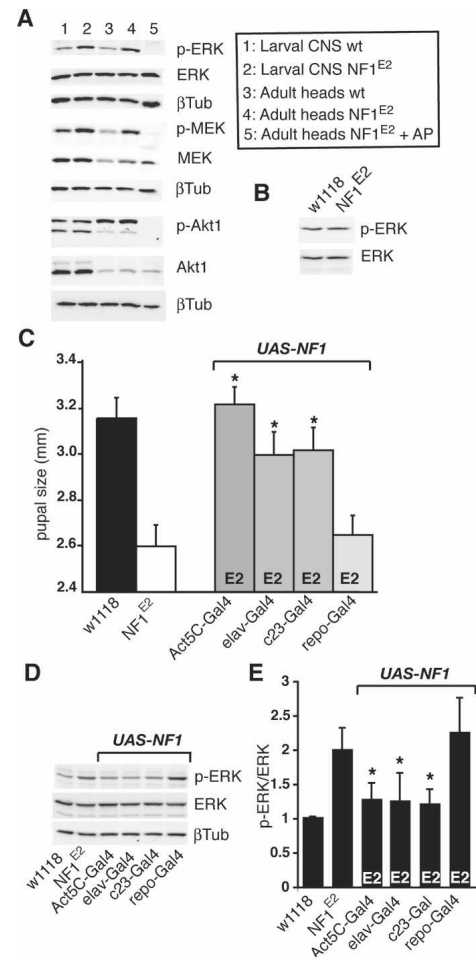 A
1 2 3 4 5
p-ERK
ERK
βTub
p-MEK
MEK
βTub
p-Akt1
Akt1
βTub
1: Larval CNS wt
2: Larval CNS NF1E2
3: Adult heads wt
4: Adult heads NF1E2
5: Adult heads NF1E2 + AP
B
w1118
NF1E2
p-ERK
ERK
C
UAS-NF1
pupal size (mm)
3.4
3.2
3.0
2.8
2.6
2.4
* * *
E2 E2 E2 E2
w1118
NF1E2
Act5C-Gal4
elav-Gal4
c23-Gal4
repo-Gal4
D
UAS-NF1
p-ERK
ERK
βTub
w1118
NF1E2
Act5C-Gal4
elav-Gal4
c23-Gal4
repo-Gal4
E
UAS-NF1
p-ERK/ERK
3
2.5
2
1.5
1
0.5
0
* * *
E2 E2 E2 E2
w1118
NF1E2
Act5C-Gal4
elav-Gal4
c23-Gal
repo-Gal4